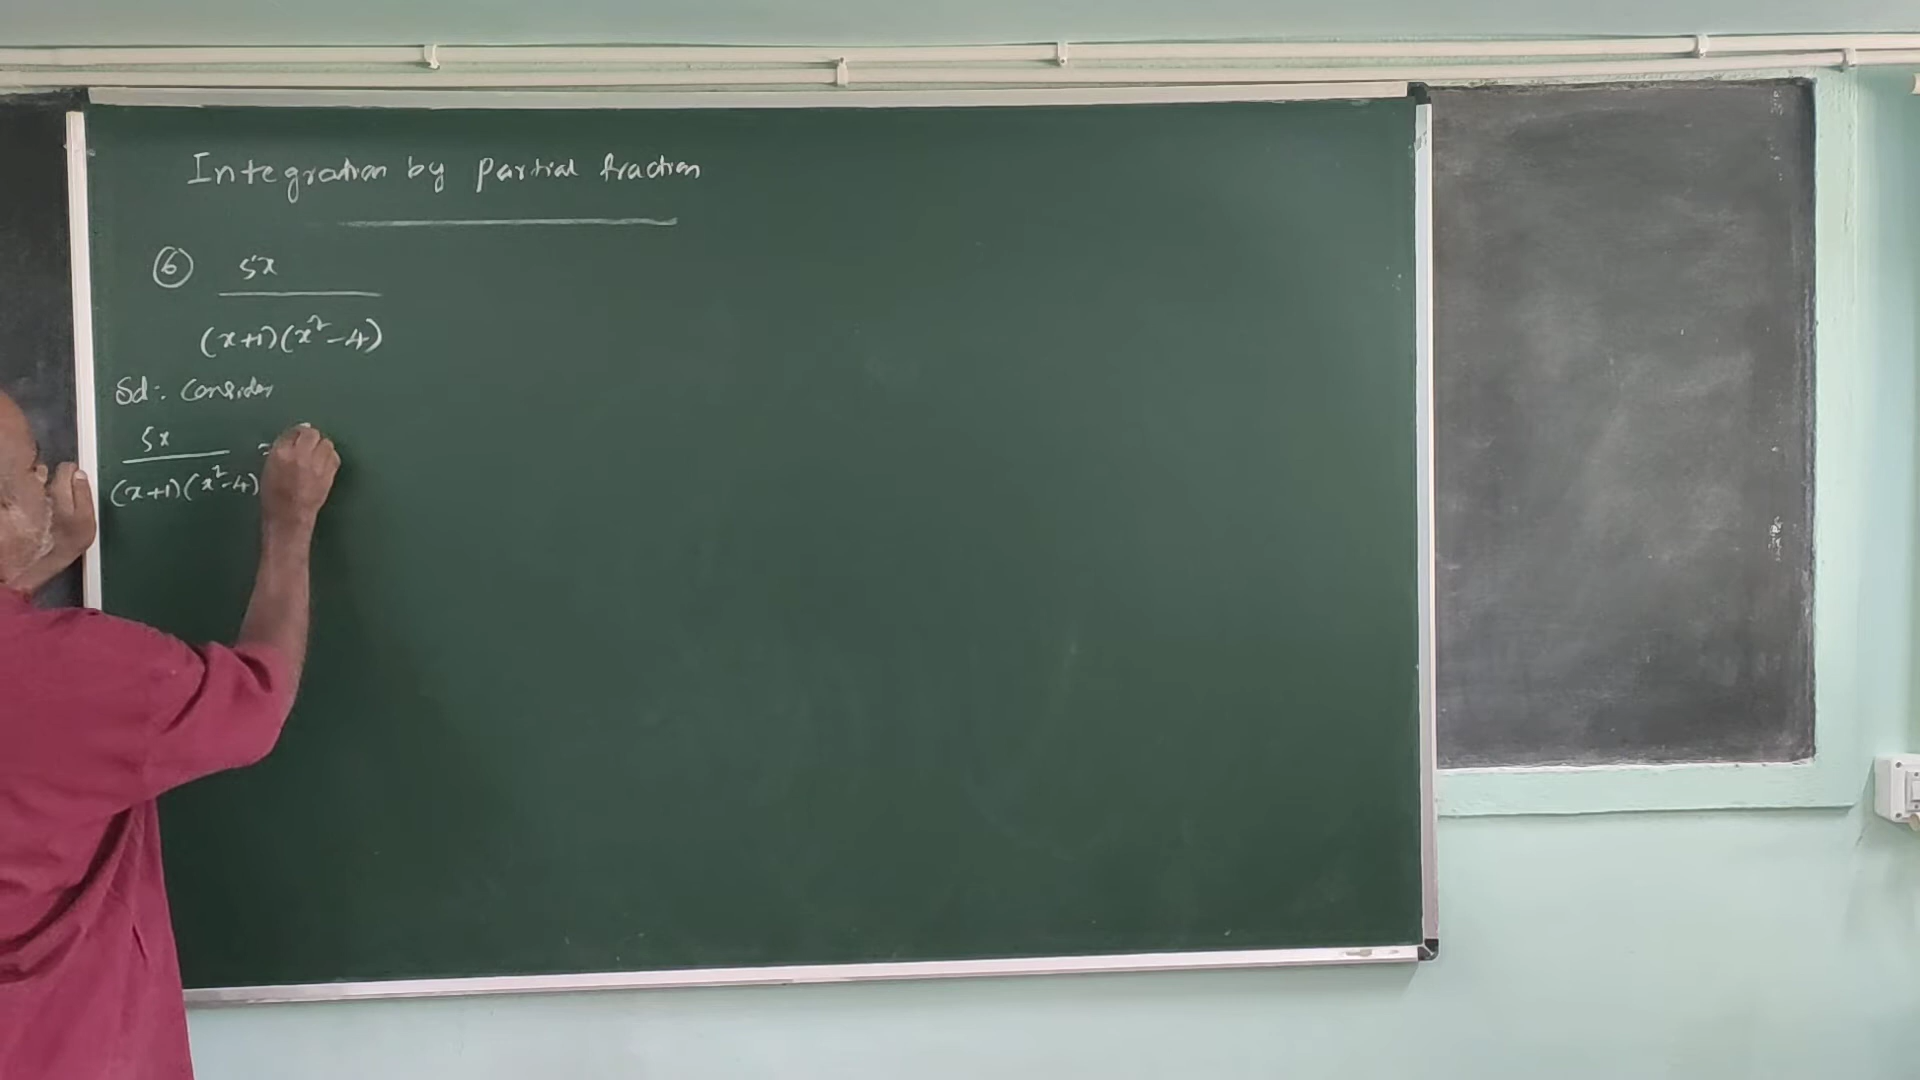 Integration by partial fraction
⑥ 5x
(x+1)(x²-4)
Sol:. Consider
5x =
(x+1)(x²-4)